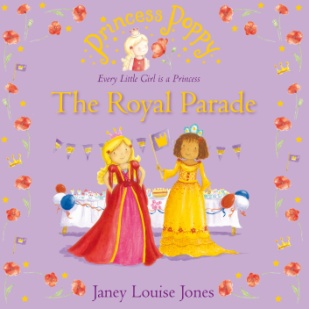 Princess Poppy
Every Little Girl is a Princess
The Royal Parade
Janey Louise Jones